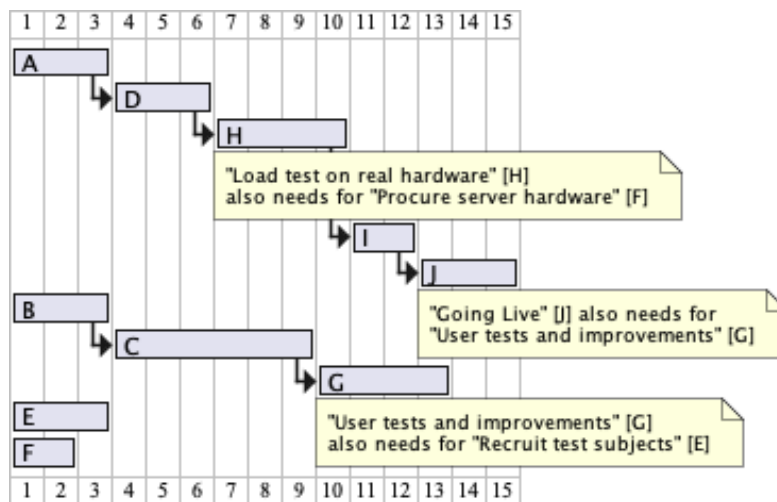 1 2 3 4 5 6 7 8 9 10 11 12 13 14 15
A
D
H
"Load test on real hardware" [H]
also needs for "Procure server hardware" [F]
I
J
"Going Live" [J] also needs for
"User tests and improvements" [G]
B
C
G
"User tests and improvements" [G]
also needs for "Recruit test subjects" [E]
E
F
1 2 3 4 5 6 7 8 9 10 11 12 13 14 15